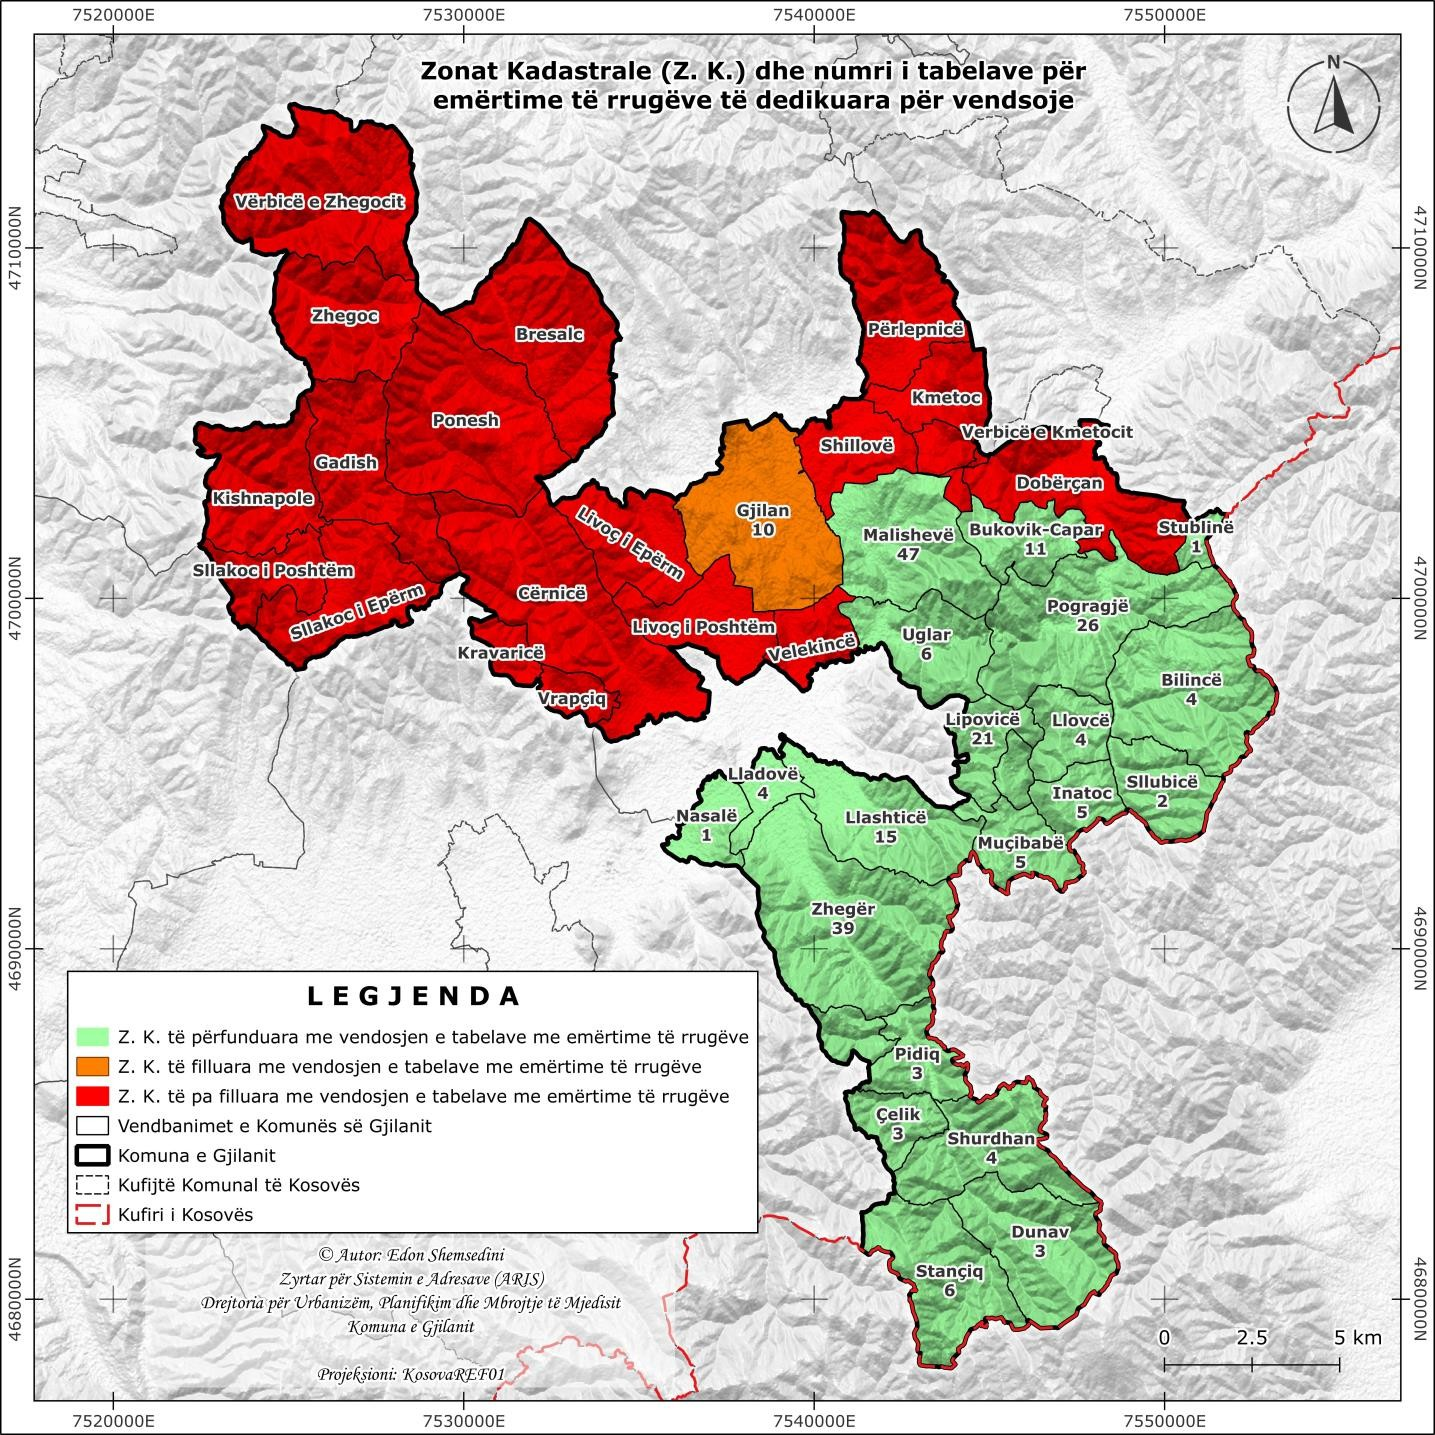 7520000E 7530000E 7540000E 7550000E
Zonat Kadastrale (Z. K.) dhe numri i tabelave për
emërtime të rrugëve të dedikuara për vendsoje
N
4710000N
4710000N
Vërbicë e Zhegocit
Zhegoc
Bresalc
Përlepnicë
Kmetoc
Ponesh
Verbicë e Kmetocit
Shillovë
Gadish
Dobërçan
Kishnapole
Gjilan
10
Livoç i Epërm
Malishevë
47
Bukovik-Capar
11
Stublinë
1
4700000N
4700000N
Sllakoc i Poshtëm
Sllakoc i Epërm
Cërnicë
Pogragjë
26
Livoç i Poshtëm
Velekincë
Uglar
6
Kravaricë
Bilincë
4
Vrapçiq
Lipovicë
21
Llovcë
4
Lladovë
4
Sllubicë
2
Inatoc
5
Nasalë
1
Llashticë
15
Muçibabë
5
Zhegër
39
4690000N
4690000N
L E G J E N D A
Z. K. të përfunduara me vendosjen e tabelave me emërtime të rrugëve
Z. K. të filluara me vendosjen e tabelave me emërtime të rrugëve
Z. K. të pa filluara me vendosjen e tabelave me emërtime të rrugëve
Vendbanimet e Komunës së Gjilanit
Komuna e Gjilanit
Kufijtë Komunal të Kosovës
Kufiri i Kosovës
Pidiq
3
Çelik
3
Shurdhan
4
Dunav
3
Stançiq
6
© Autor: Edon Shemsedini
Zyrtar për Sistemin e Adresave (ARIS)
Drejtoria për Urbanizëm, Planifikim dhe Mbrojtje të Mjedisit
Komuna e Gjilanit
Projeksioni: KosovaREF01
4680000N
4680000N
0 2.5 5 km
7520000E 7530000E 7540000E 7550000E